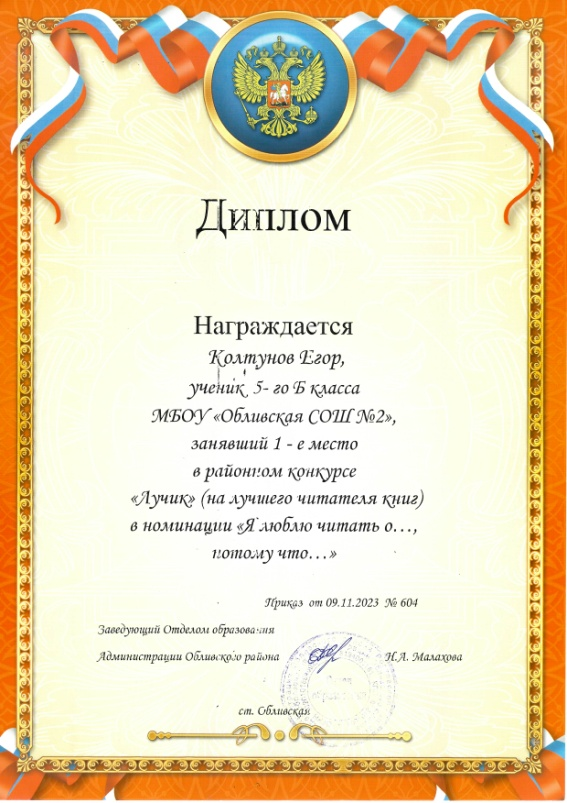 Диплом
Награждается
Колтунов Егор,
ученик 5- го Б класса
МБОУ «Обливская СОШ №2»,
занявший 1 - е место
в районном конкурсе
«Лучик» (на лучшего читателя книг)
в номинации «Я люблю читать о…,
потому что…»
Приказ от 09.11.2023 № 604
Заведующий Отделом образования
Администрации Обливского района Н.А. Малахова
ст. Обливская